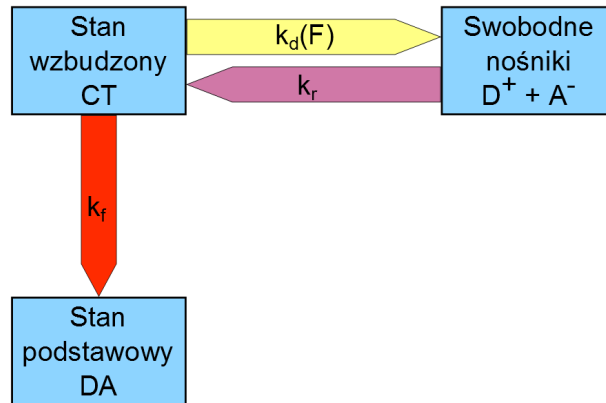 Stan
wzbudzony
CT
k_d(F)
k_r
Swobodne
nośniki
D⁺ + A⁻
k_f
Stan
podstawowy
DA